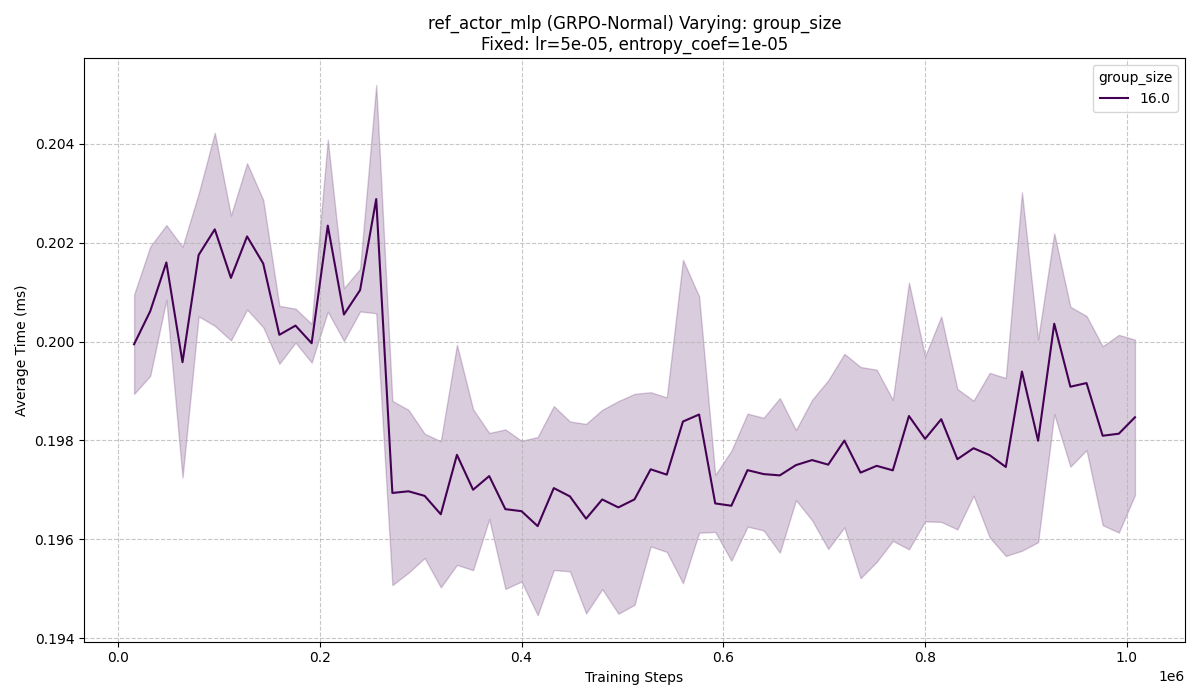 ref_actor_mlp (GRPO-Normal) Varying: group_size
Fixed: lr=5e-05, entropy_coef=1e-05
group_size
16.0
Average Time (ms)
0.204
0.202
0.200
0.198
0.196
0.194
0.0 0.2 0.4 0.6 0.8 1.0
1e6
Training Steps